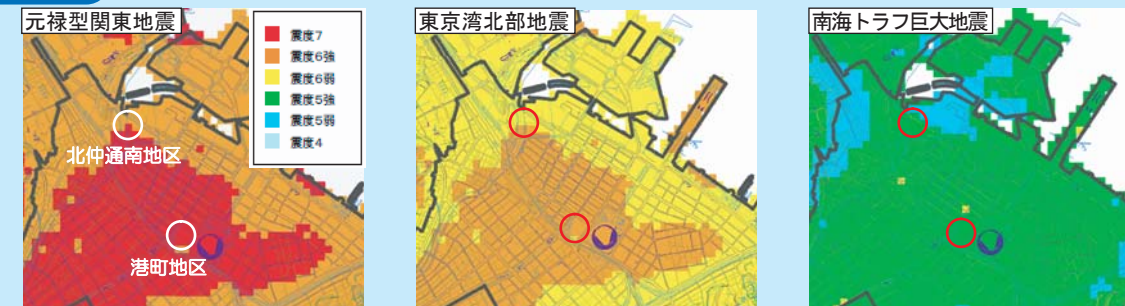 元禄型関東地震
震度7
震度6強
震度6弱
震度5強
震度5弱
震度4
北仲通南地区
港町地区
東京湾北部地震
南海トラフ巨大地震